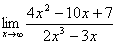 lim x→∞ (4x² − 10x + 7)/(2x³ − 3x)